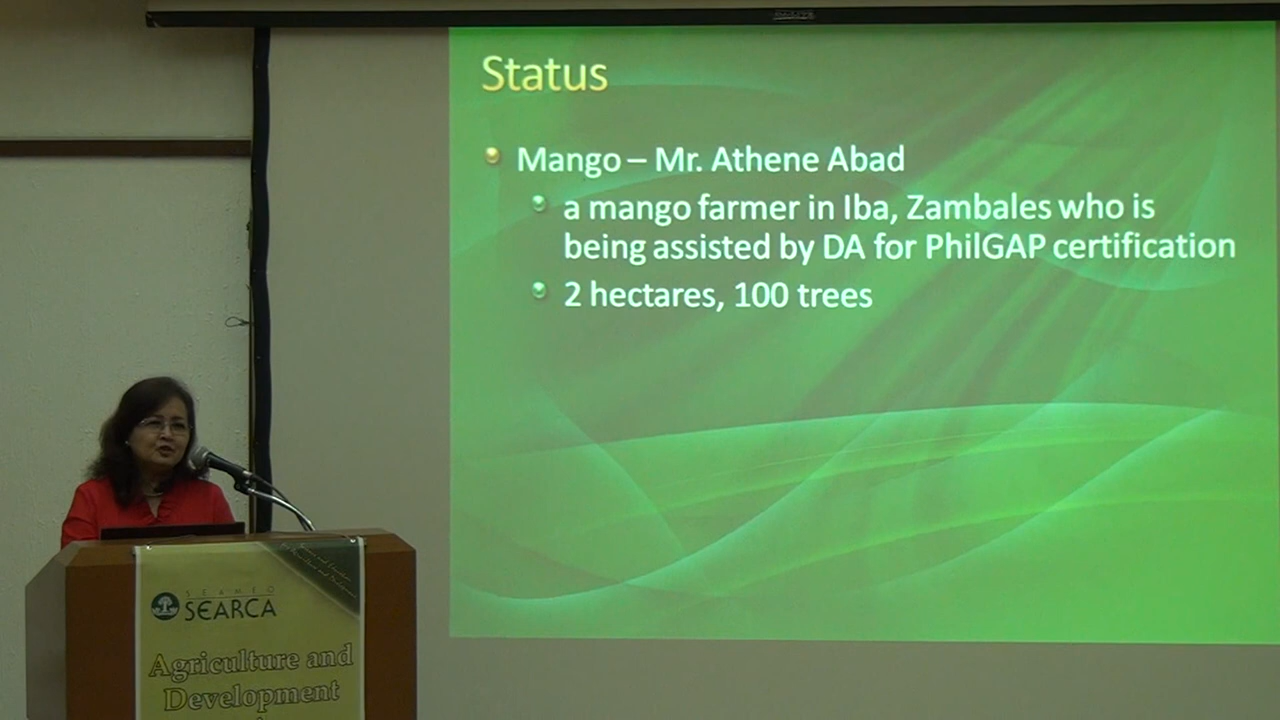 Status
Mango – Mr. Athene Abad
a mango farmer in Iba, Zambales who is
being assisted by DA for PhilGAP certification
2 hectares, 100 trees
SEAMEO
SEARCA
Agriculture and
Development